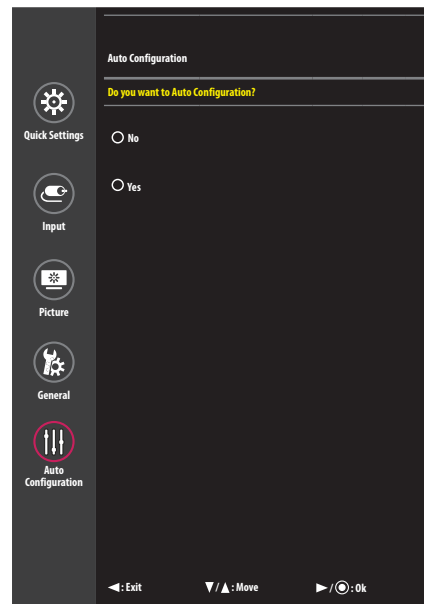 Auto Configuration
Do you want to Auto Configuration?
Quick Settings
No
Yes
Input
Picture
General
Auto
Configuration
◄: Exit ▼/▲: Move ►/◉: Ok